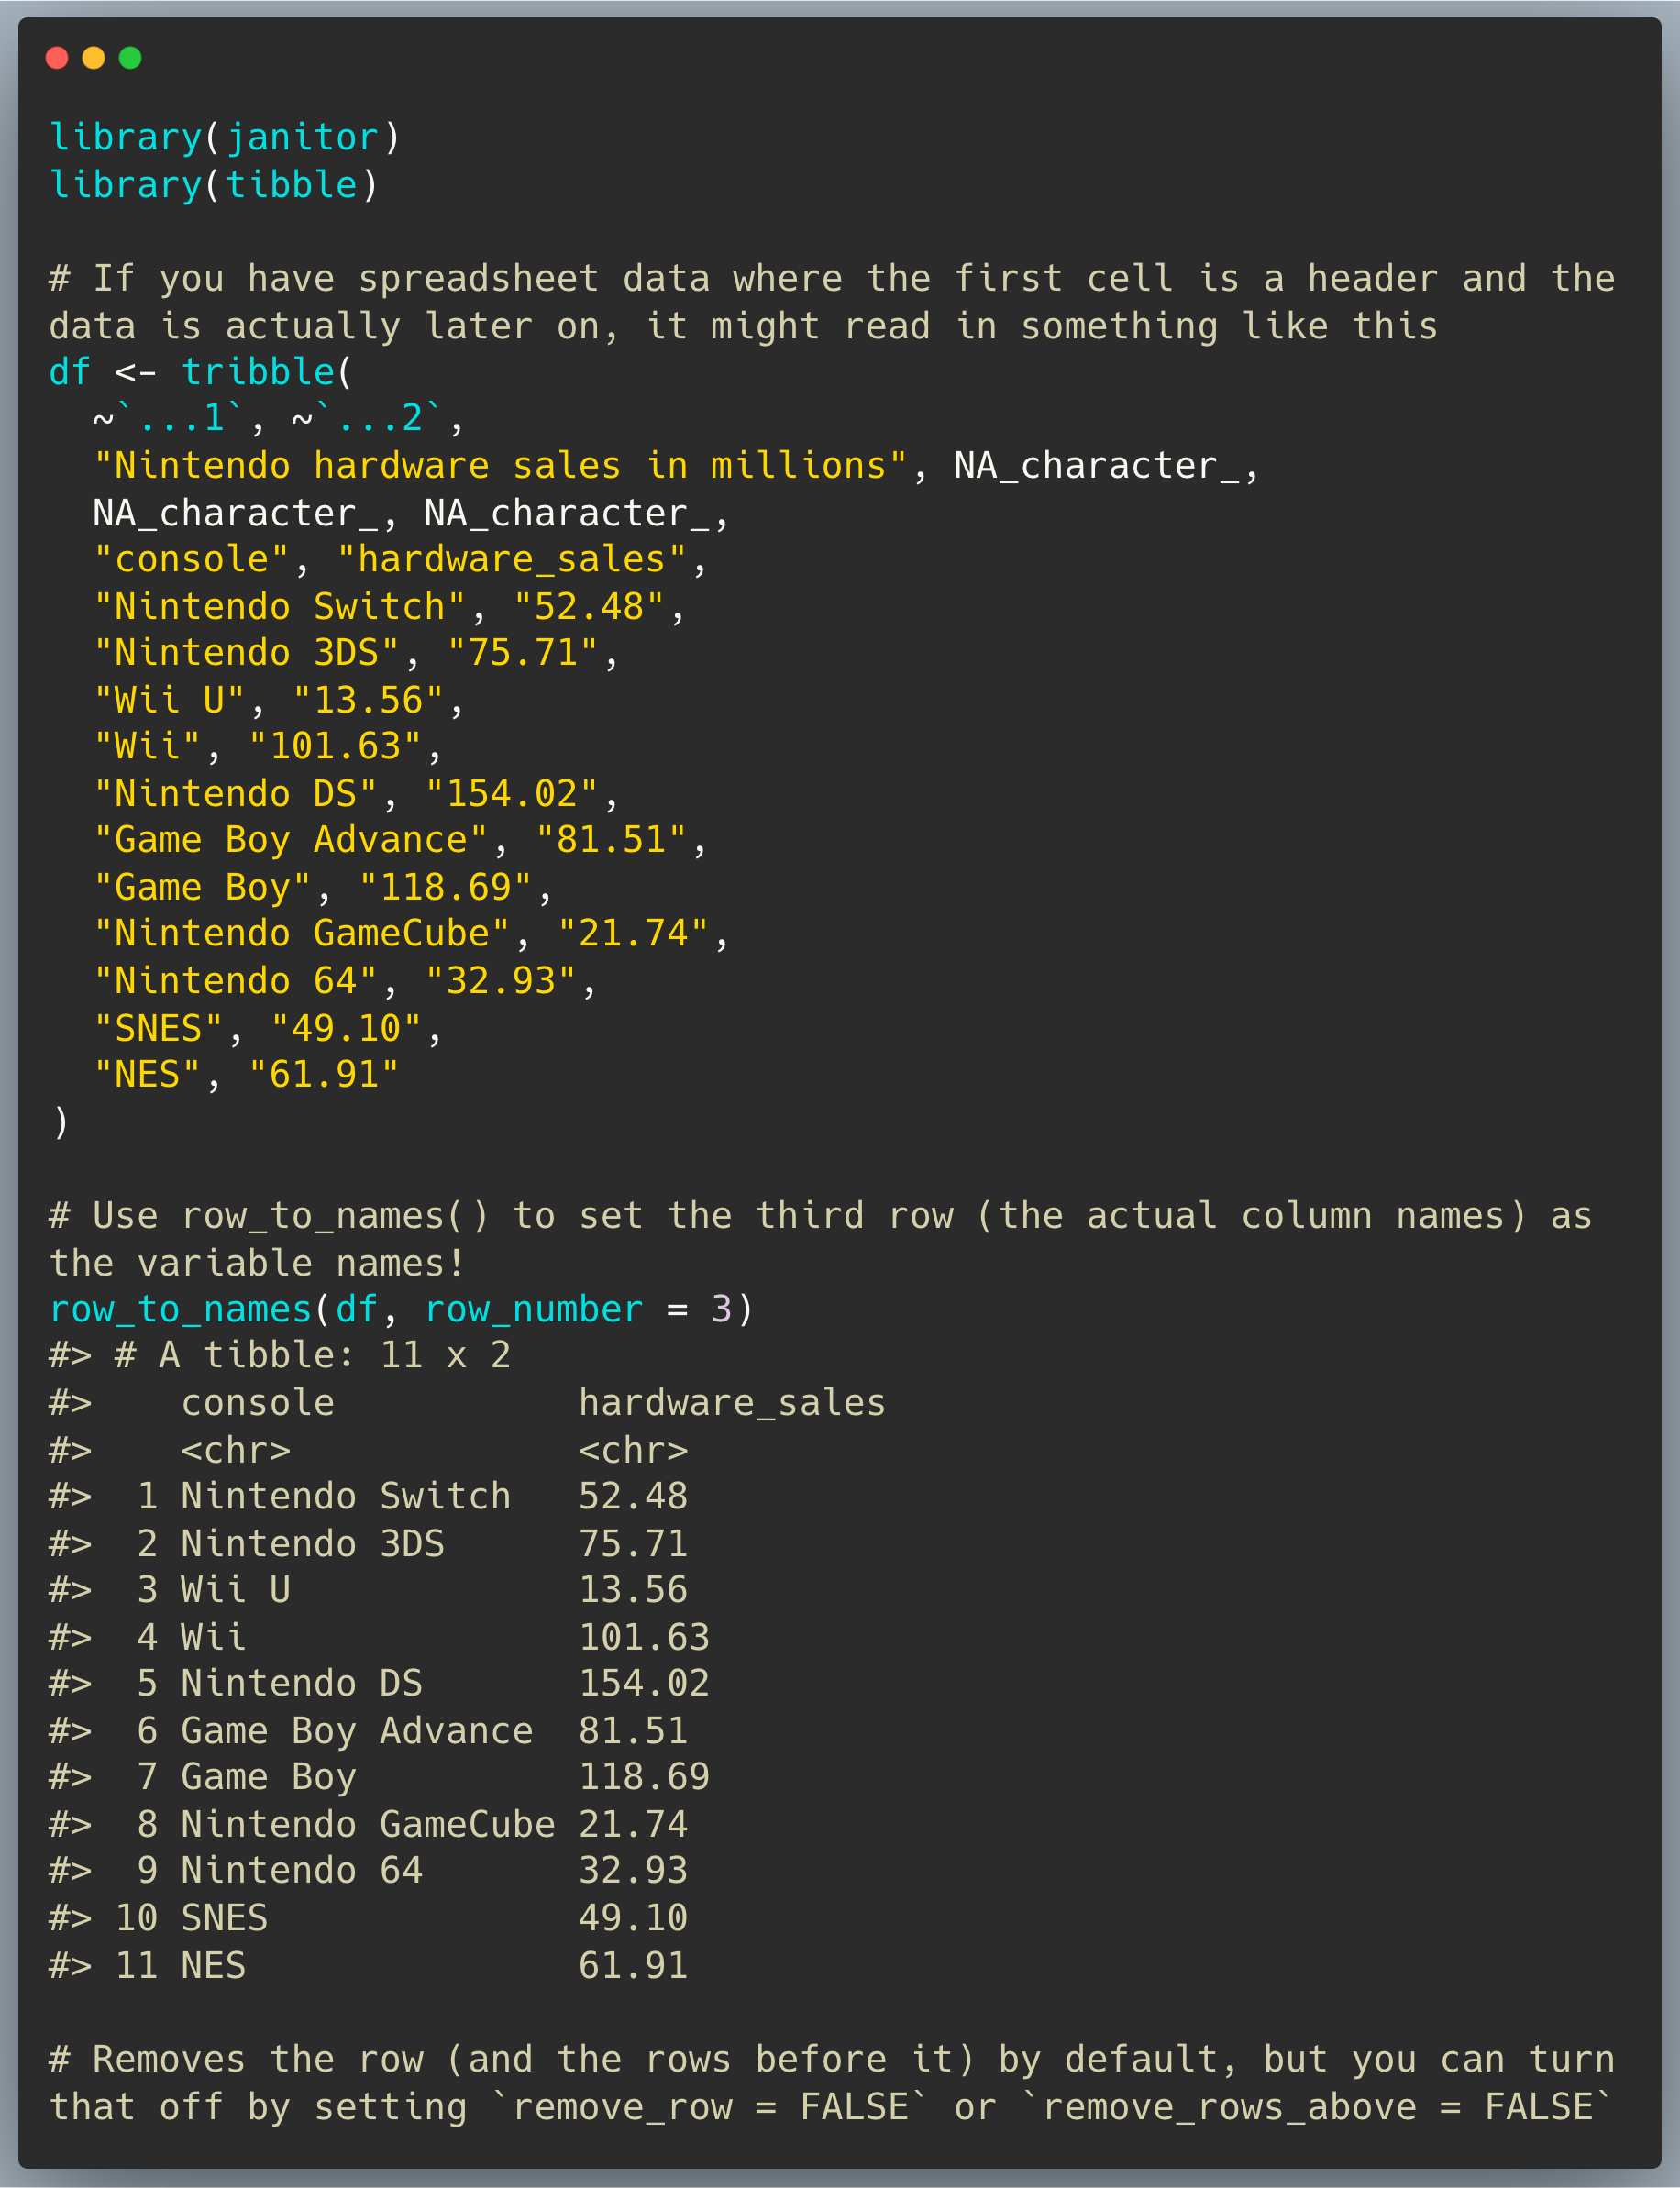 library(janitor)
library(tibble)

# If you have spreadsheet data where the first cell is a header and the
data is actually later on, it might read in something like this
df <- tribble(
  ~`...1`, ~`...2`,
  "Nintendo hardware sales in millions", NA_character_,
  NA_character_, NA_character_,
  "console", "hardware_sales",
  "Nintendo Switch", "52.48",
  "Nintendo 3DS", "75.71",
  "Wii U", "13.56",
  "Wii", "101.63",
  "Nintendo DS", "154.02",
  "Game Boy Advance", "81.51",
  "Game Boy", "118.69",
  "Nintendo GameCube", "21.74",
  "Nintendo 64", "32.93",
  "SNES", "49.10",
  "NES", "61.91"
)

# Use row_to_names() to set the third row (the actual column names) as
the variable names!
row_to_names(df, row_number = 3)
#> # A tibble: 11 x 2
#>    console           hardware_sales
#>    <chr>             <chr>
#>  1 Nintendo Switch   52.48
#>  2 Nintendo 3DS      75.71
#>  3 Wii U             13.56
#>  4 Wii               101.63
#>  5 Nintendo DS       154.02
#>  6 Game Boy Advance  81.51
#>  7 Game Boy          118.69
#>  8 Nintendo GameCube 21.74
#>  9 Nintendo 64       32.93
#> 10 SNES              49.10
#> 11 NES               61.91

# Removes the row (and the rows before it) by default, but you can turn
that off by setting `remove_row = FALSE` or `remove_rows_above = FALSE`